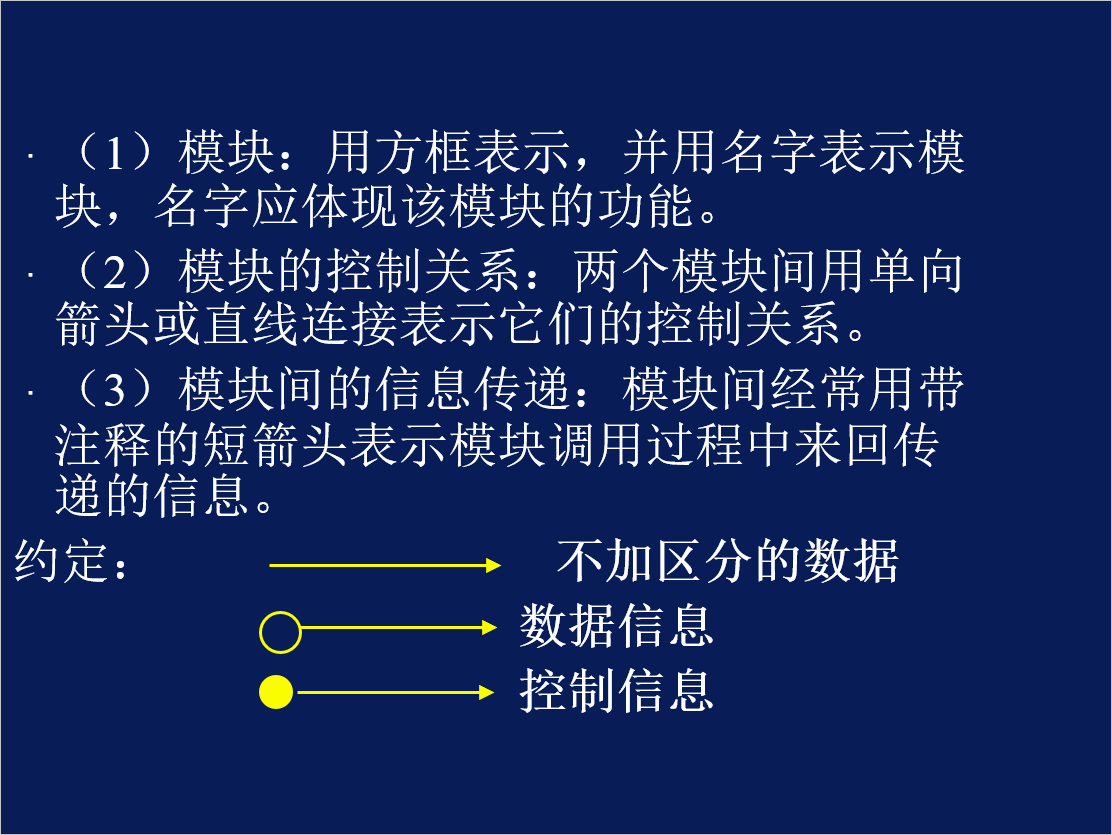 · （1）模块：用方框表示，并用名字表示模
块，名字应体现该模块的功能。
· （2）模块的控制关系：两个模块间用单向
箭头或直线连接表示它们的控制关系。
· （3）模块间的信息传递：模块间经常用带
注释的短箭头表示模块调用过程中来回传
递的信息。
约定： 不加区分的数据
数据信息
控制信息